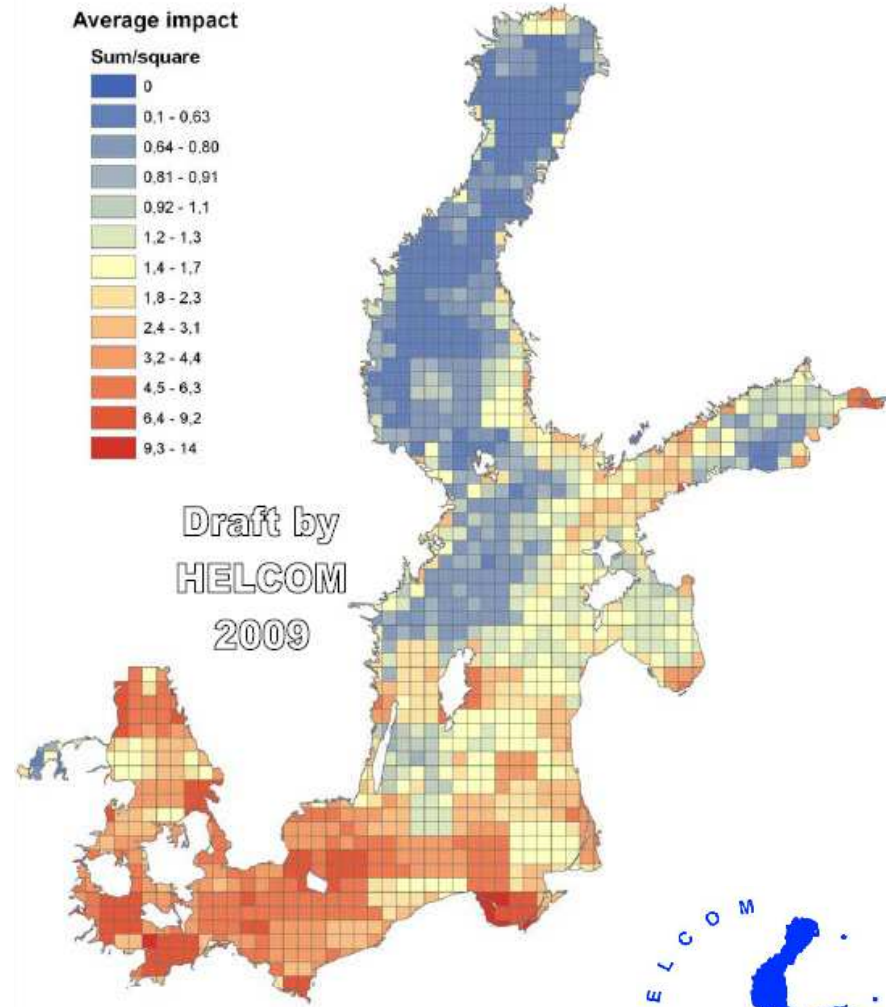 Average impact
Sum/square
0
0,1 - 0,63
0,64 - 0,80
0,81 - 0,91
0,92 - 1,1
1,2 - 1,3
1,4 - 1,7
1,8 - 2,3
2,4 - 3,1
3,2 - 4,4
4,5 - 6,3
6,4 - 9,2
9,3 - 14
Draft by
HELCOM
2009
E L C O M